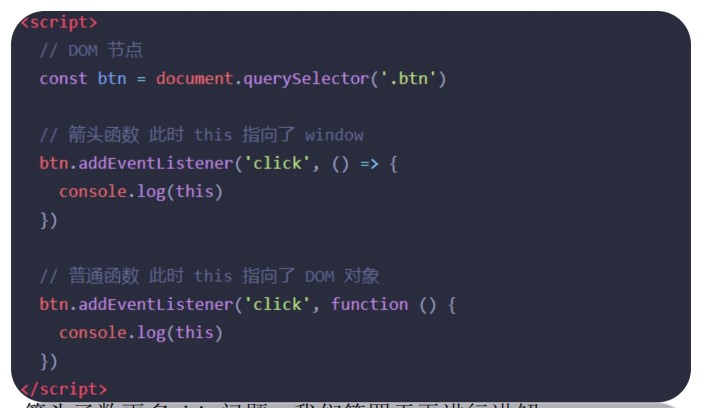 <script>
// DOM 节点
const btn = document.querySelector('.btn')
// 箭头函数 此时 this 指向了 window
btn.addEventListener('click', () => {
console.log(this)
})
// 普通函数 此时 this 指向了 DOM 对象
btn.addEventListener('click', function () {
console.log(this)
})
</script>